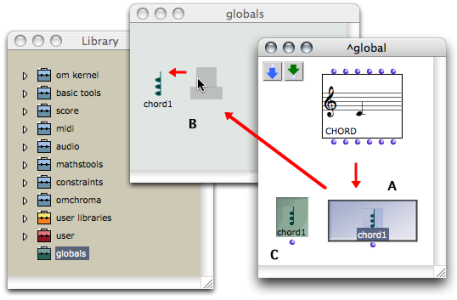 globals
Library
^global
om kernel
basic tools
score
midi
audio
mathstools
constraints
omchroma
user libraries
user
globals
chord1
B
CHORD
A
chord1
chord1
C